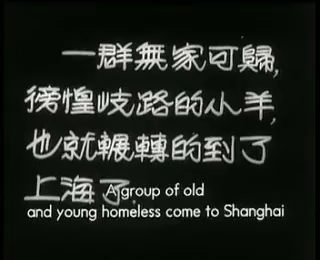 一群無家可歸,
徬惶歧路的小羊,
也就輾轉的到了
上海了.
A group of old
and young homeless come to Shanghai